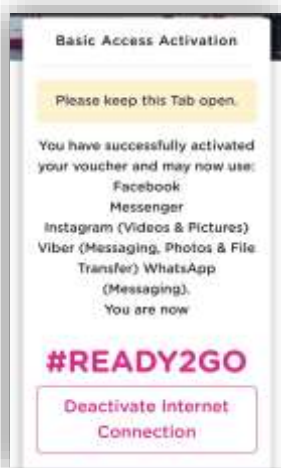 Basic Access Activation
Please keep this Tab open.
You have successfully activated
your voucher and may now use:
Facebook
Messenger
Instagram (Videos & Pictures)
Viber (Messaging, Photos & File
Transfer) WhatsApp
(Messaging).
You are now
#READY2GO
Deactivate Internet
Connection